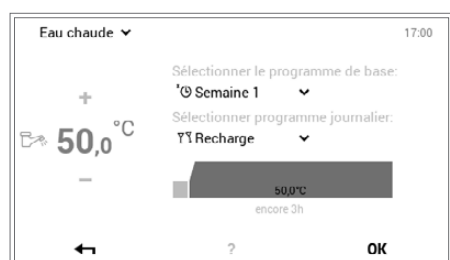 Eau chaude
17:00
Sélectionner le programme de base:
Semaine 1
Sélectionner programme journalier:
Recharge
+
50,0°C
−
50,0°C
encore 3h
?
OK